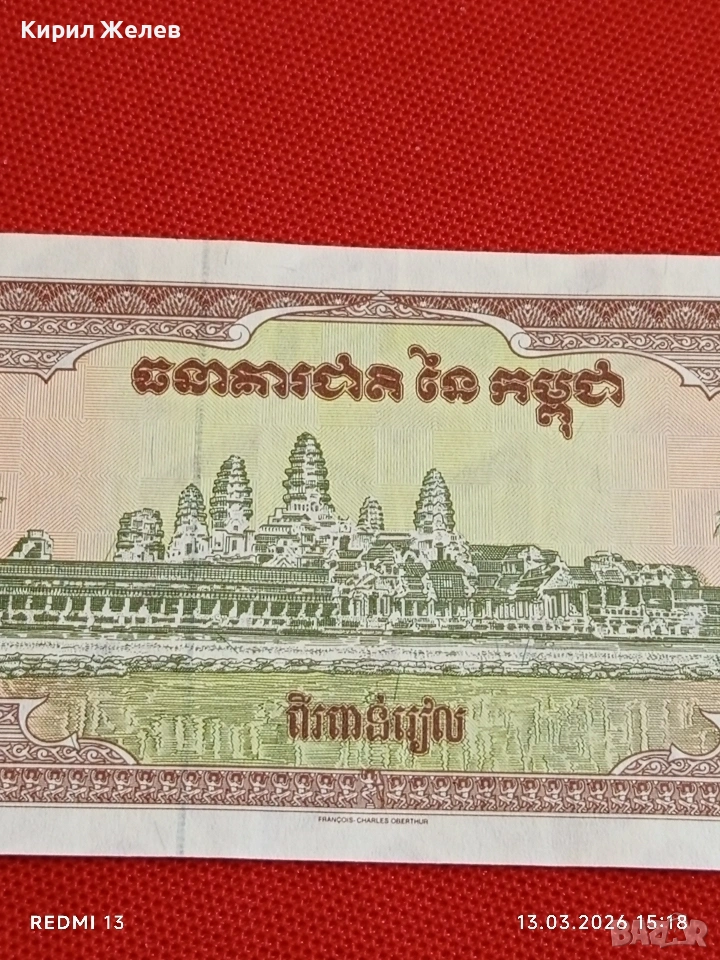 Кирил Желев
ធនាគារជាតិ នៃ កម្ពុជា
ពីរពាន់រៀល
FRANÇOIS-CHARLES OBERTHUR
REDMI 13
13.03.2026 15:18
BAZAR